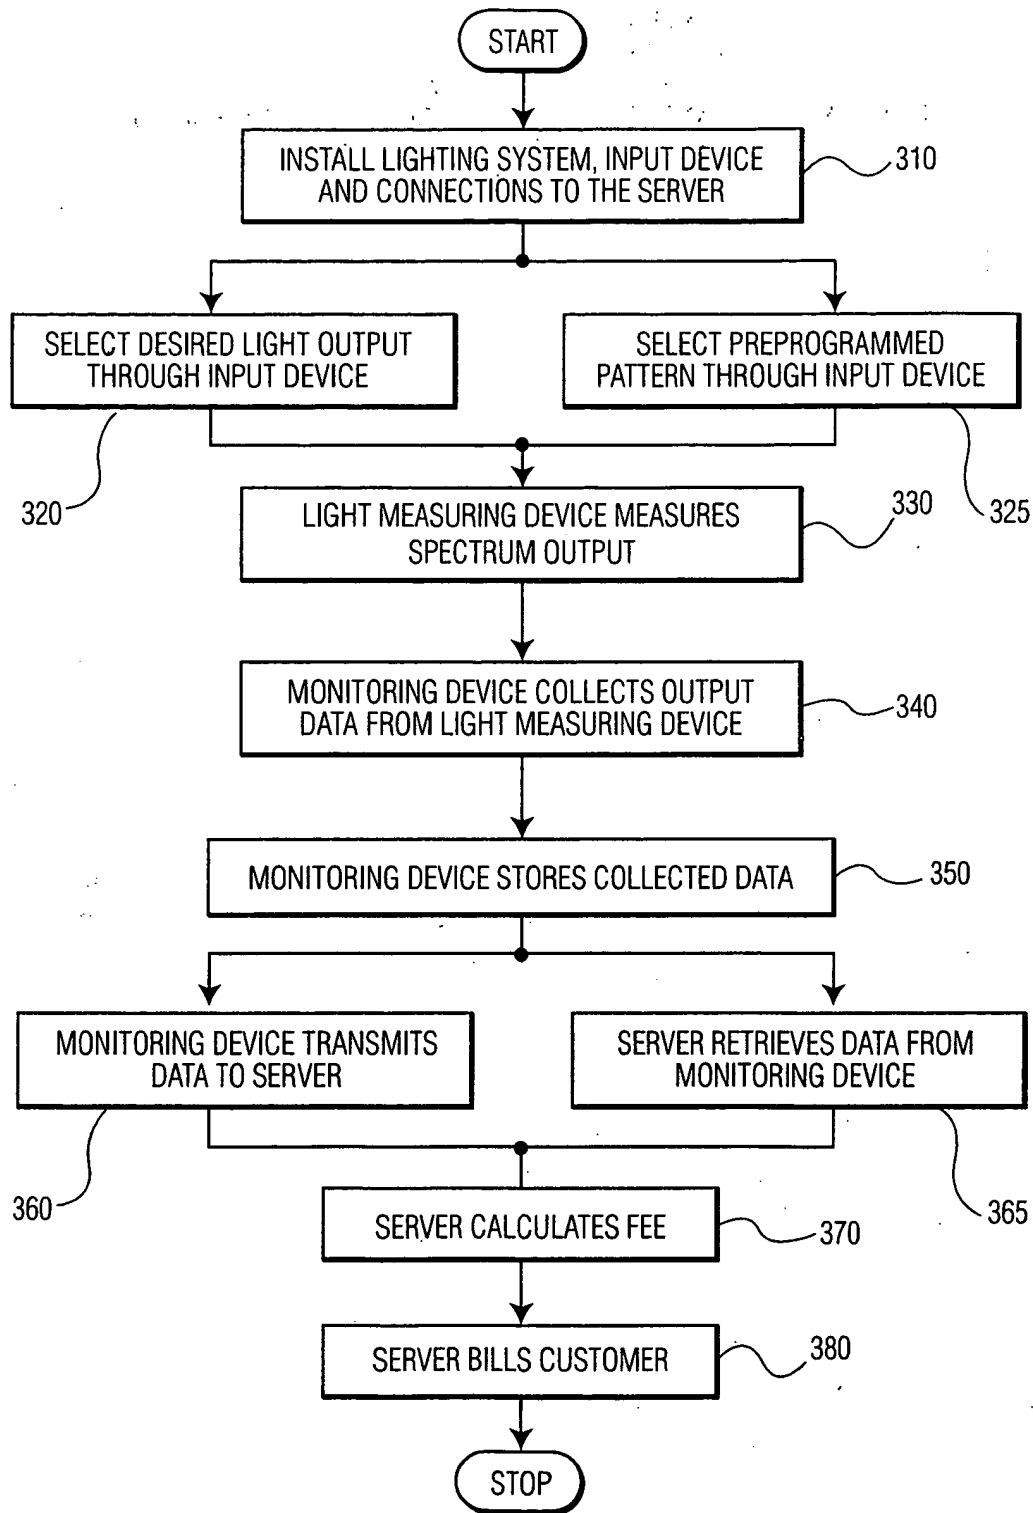 START
INSTALL LIGHTING SYSTEM, INPUT DEVICE
AND CONNECTIONS TO THE SERVER
310
SELECT DESIRED LIGHT OUTPUT
THROUGH INPUT DEVICE
320
SELECT PREPROGRAMMED
PATTERN THROUGH INPUT DEVICE
325
LIGHT MEASURING DEVICE MEASURES
SPECTRUM OUTPUT
330
MONITORING DEVICE COLLECTS OUTPUT
DATA FROM LIGHT MEASURING DEVICE
340
MONITORING DEVICE STORES COLLECTED DATA
350
MONITORING DEVICE TRANSMITS
DATA TO SERVER
360
SERVER RETRIEVES DATA FROM
MONITORING DEVICE
365
SERVER CALCULATES FEE
370
SERVER BILLS CUSTOMER
380
STOP